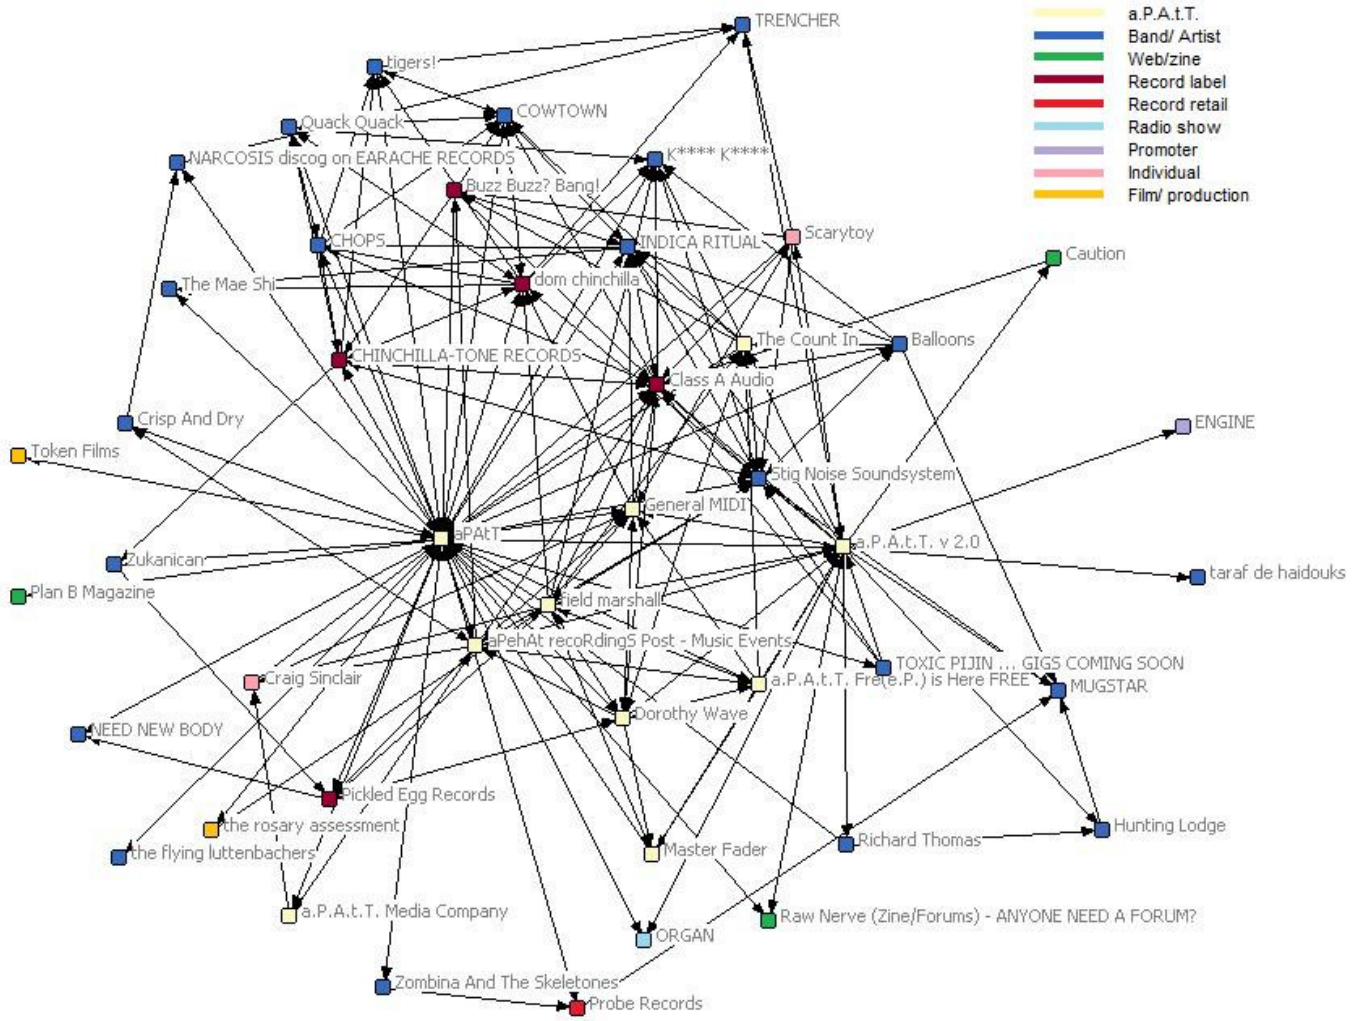 TRENCHER
a.P.A.t.T.
Band/ Artist
Web/zine
Record label
Record retail
Radio show
Promoter
Individual
Film/ production
tigers!
COWTOWN
Quack Quack
K**** K****
NARCOSIS discog on EARACHE RECORDS
Buzz Buzz? Bang!
Scarytoy
CHOPS
INDICA RITUAL
Caution
The Mae Shi
dom chinchilla
The Count In
Balloons
CHINCHILLA-TONE RECORDS
Class A Audio
Crisp And Dry
ENGINE
Token Films
Stig Noise Soundsystem
General MIDI
aPAtT
a.P.A.t.T. v 2.0
Zukanican
taraf de haidouks
Plan B Magazine
field marshall
aPehAt recoRdingS Post - Music Events
TOXIC PIJIN ... GIGS COMING SOON
Craig Sinclair
a.P.A.t.T. Fre(e.P.) is Here FREE
MUGSTAR
Dorothy Wave
NEED NEW BODY
Pickled Egg Records
the rosary assessment
Hunting Lodge
Richard Thomas
the flying luttenbachers
Master Fader
a.P.A.t.T. Media Company
Raw Nerve (Zine/Forums) - ANYONE NEED A FORUM?
ORGAN
Zombina And The Skeletones
Probe Records